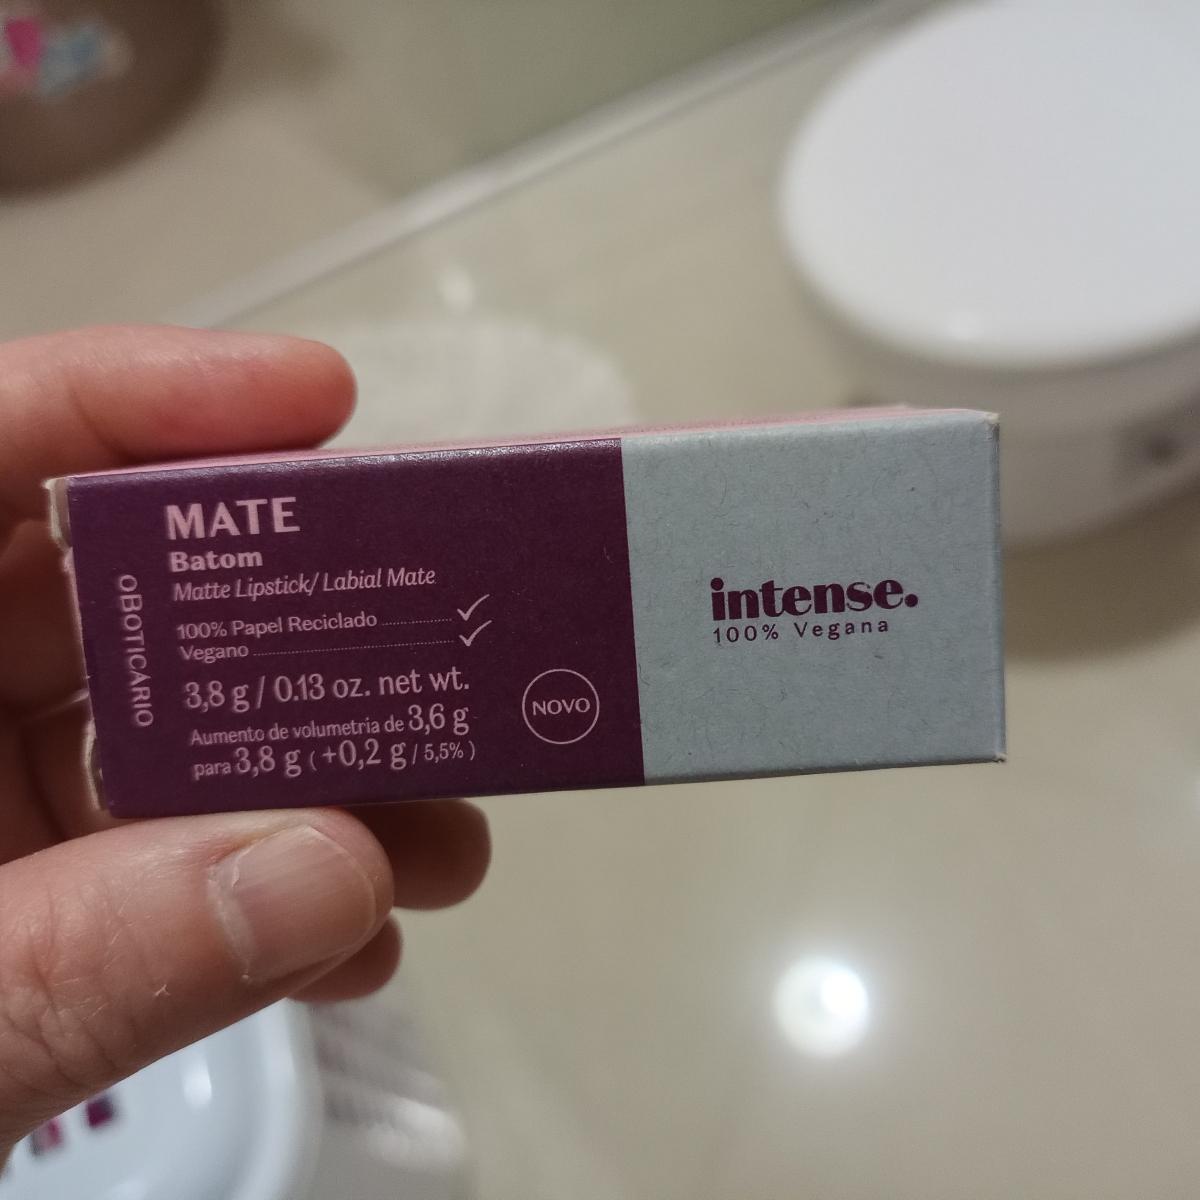 OBOTICARIO
MATE
Batom
Matte Lipstick/ Labial Mate
100% Papel Reciclado ............... ✓
Vegano ............................................. ✓
3,8 g / 0.13 oz. net wt.
Aumento de volumetria de 3,6 g
para 3,8 g (+0,2 g / 5,5%)
NOVO
intense.
100% Vegana